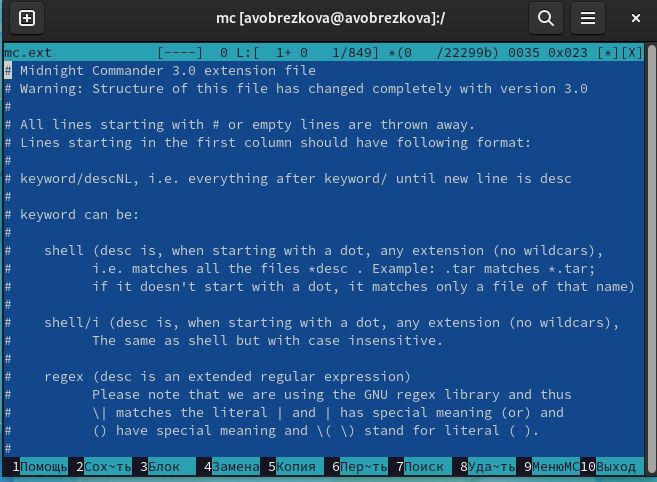 mc [avobrezkova@avobrezkova]:/
mc.ext [----] 0 L:[ 1+ 0 1/849] *(0 /22299b) 0035 0x023 [*][X]
# Midnight Commander 3.0 extension file
# Warning: Structure of this file has changed completely with version 3.0
#
# All lines starting with # or empty lines are thrown away.
# Lines starting in the first column should have following format:
#
# keyword/descNL, i.e. everything after keyword/ until new line is desc
#
# keyword can be:
#
#    shell (desc is, when starting with a dot, any extension (no wildcars),
#          i.e. matches all the files *desc . Example: .tar matches *.tar;
#          if it doesn't start with a dot, it matches only a file of that name)
#
#    shell/i (desc is, when starting with a dot, any extension (no wildcars),
#          The same as shell but with case insensitive.
#
#    regex (desc is an extended regular expression)
#          Please note that we are using the GNU regex library and thus
#          \| matches the literal | and | has special meaning (or) and
#          () have special meaning and \( \) stand for literal ( ).
#
1Помощь 2Сох~ть 3Блок 4Замена 5Копия 6Пер~ть 7Поиск 8Уда~ть 9МенюMC 10Выход